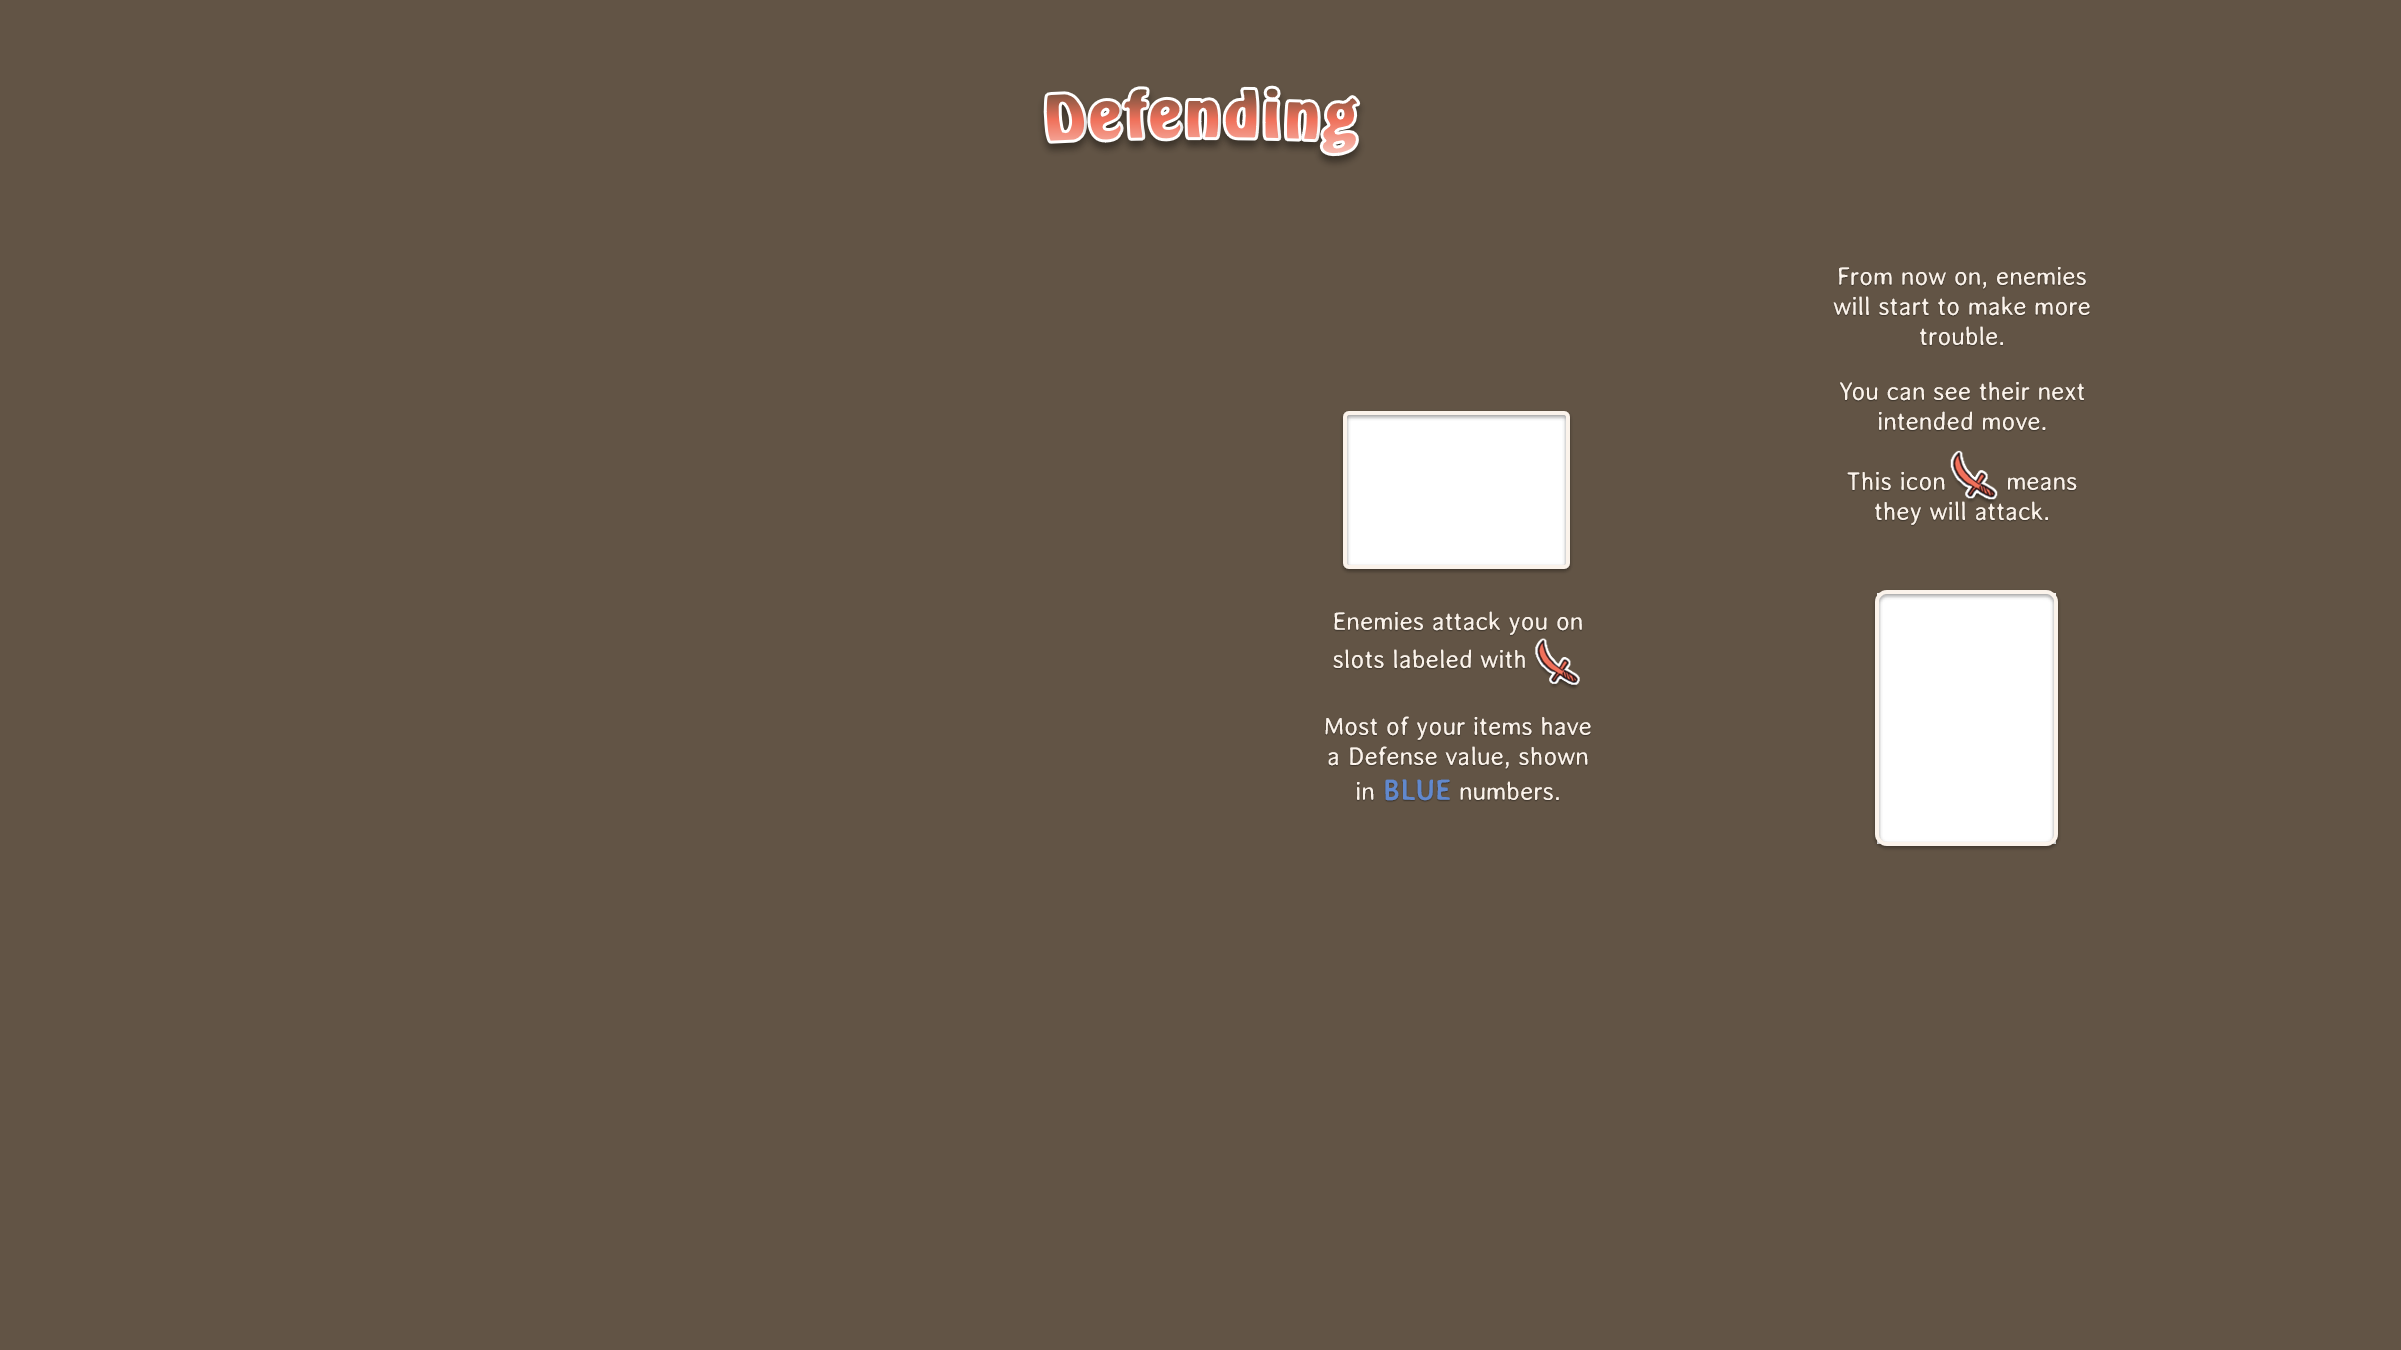 Defending
From now on, enemies
will start to make more
trouble.
You can see their next
intended move.
This icon means
they will attack.
Enemies attack you on
slots labeled with
Most of your items have
a Defense value, shown
in BLUE numbers.